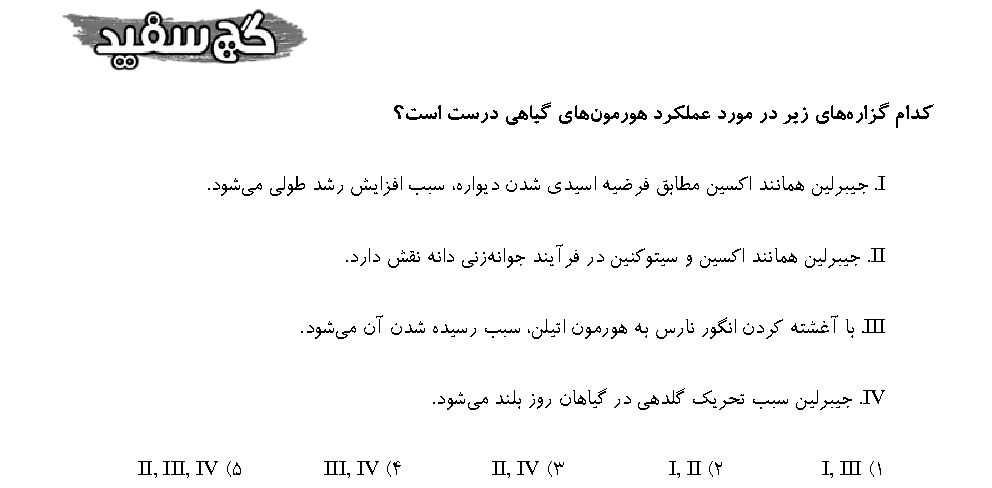 گچ سفید
کدام گزاره‌های زیر در مورد عملکرد هورمون‌های گیاهی درست است؟
I. جیبرلین همانند اکسین مطابق فرضیه اسیدی شدن دیواره، سبب افزایش رشد طولی می‌شود.
II. جیبرلین همانند اکسین و سیتوکنین در فرآیند جوانه‌زنی دانه نقش دارد.
III. با آغشته کردن انگور نارس به هورمون اتیلن، سبب رسیده شدن آن می‌شود.
IV. جیبرلین سبب تحریک گلدهی در گیاهان روز بلند می‌شود.
۱) I, III ۲) I, II ۳) II, IV ۴) III, IV ۵) II, III, IV